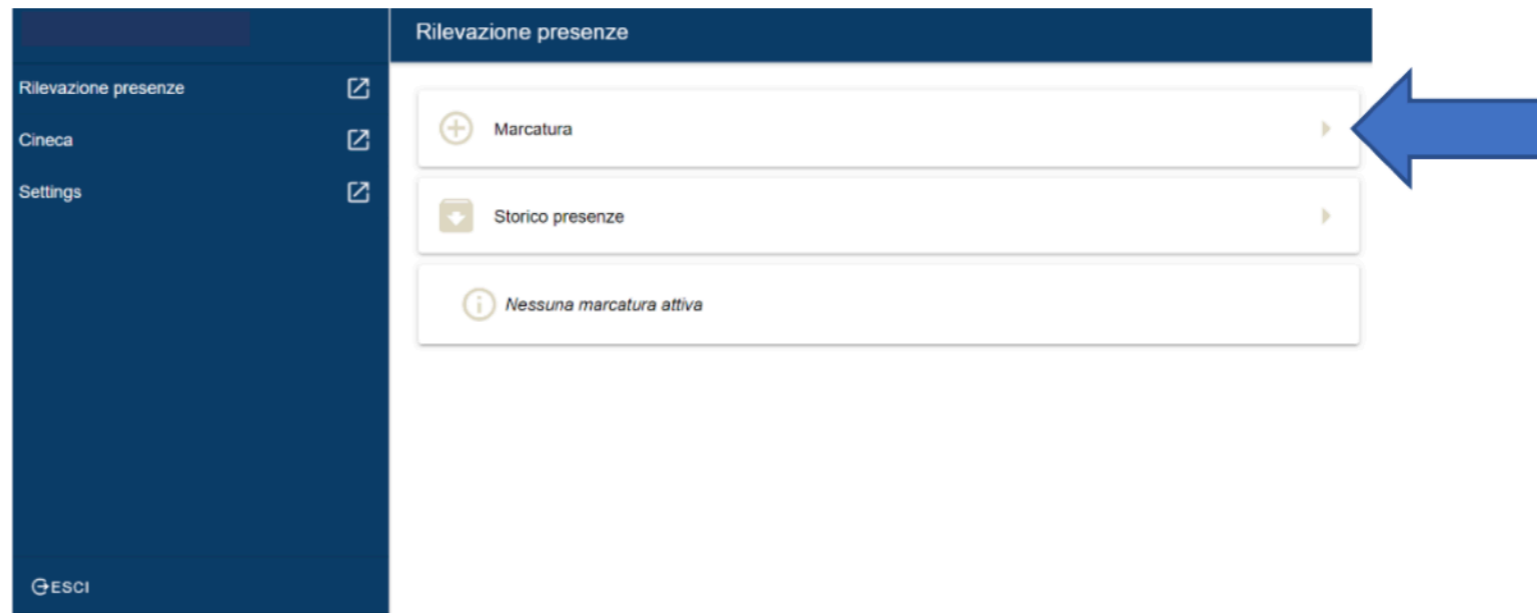 Rilevazione presenze
Rilevazione presenze
Cineca
Settings
Marcatura
Storico presenze
Nessuna marcatura attiva
ESCI